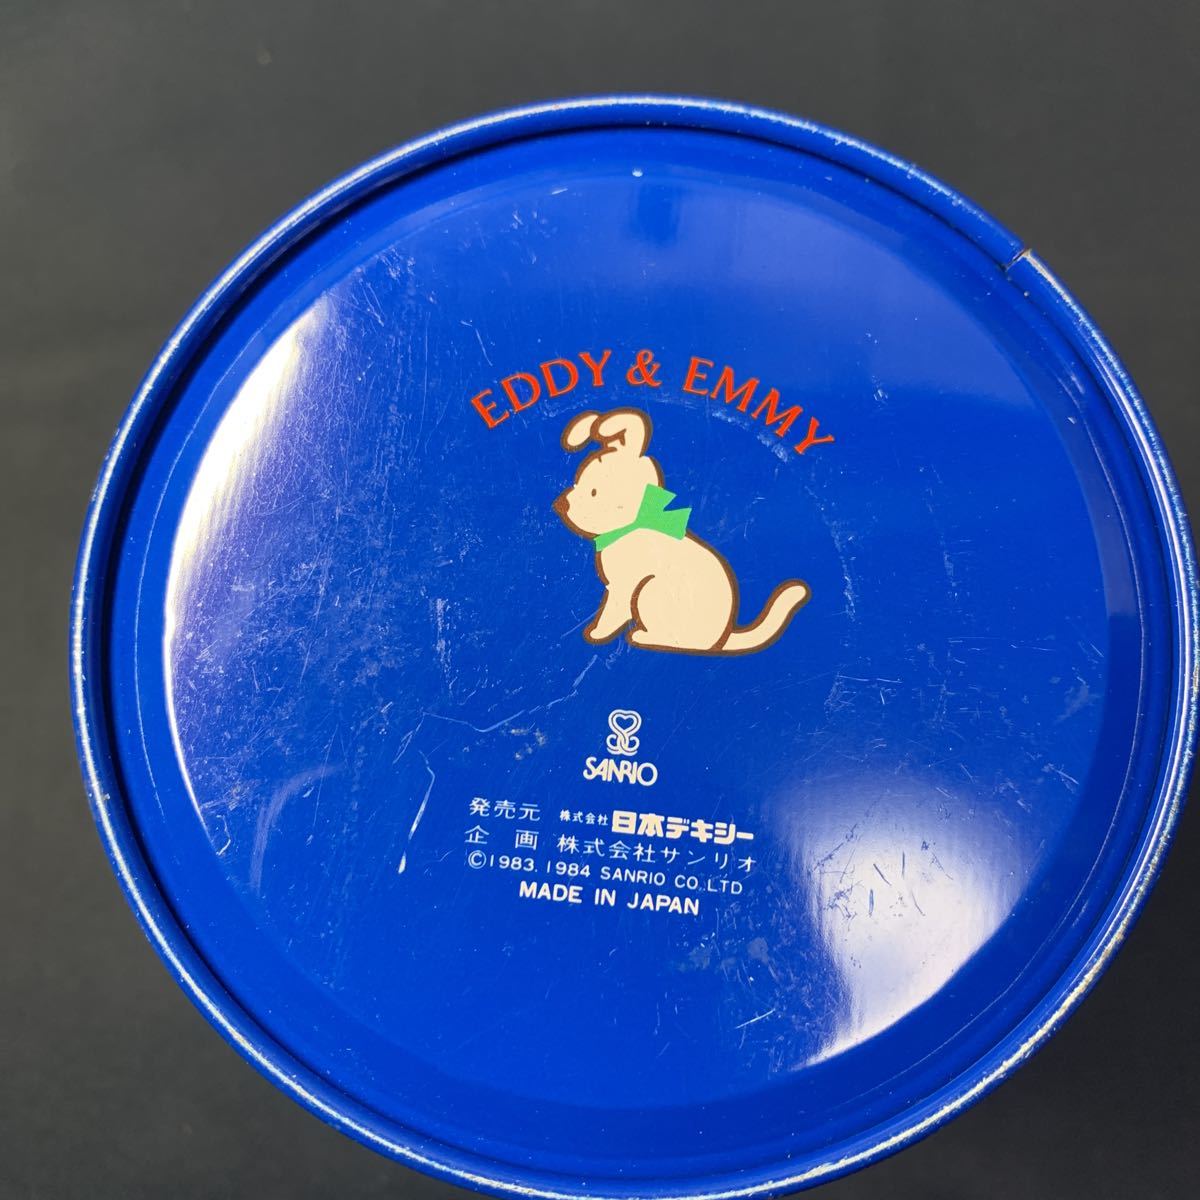 EDDY & EMMY
SANRIO
発売元 株式会社 日本デキシー
企画 株式会社サンリオ
©1983. 1984 SANRIO CO. LTD
MADE IN JAPAN